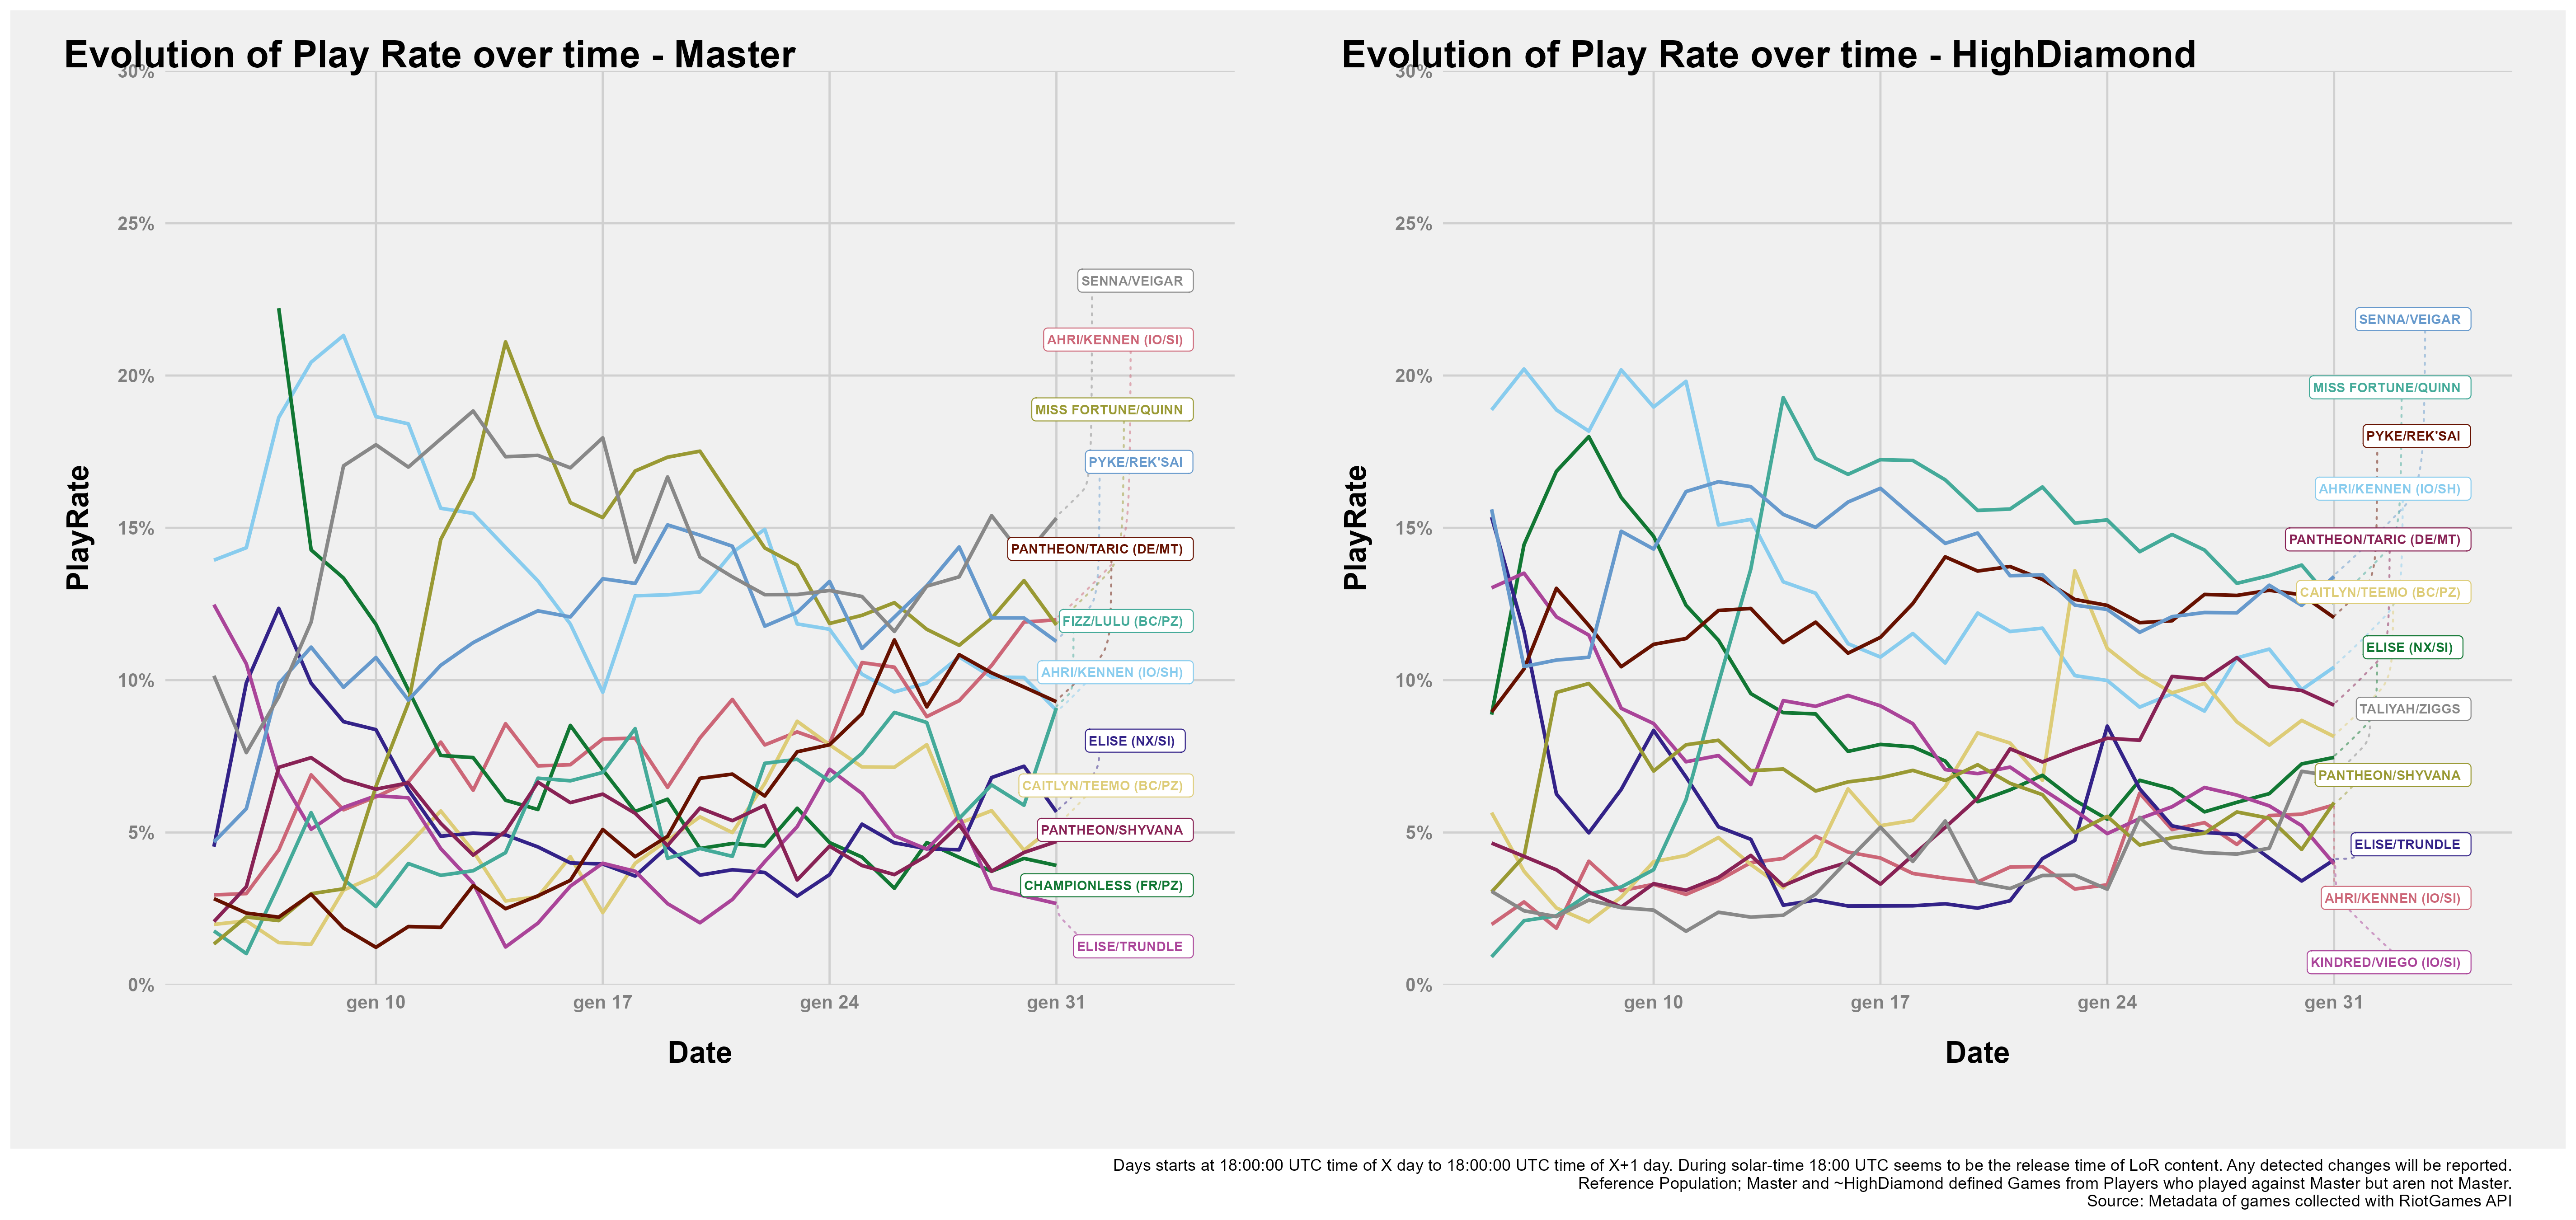 Evolution of Play Rate over time - Master
30%
25%
20%
15%
10%
5%
0%
PlayRate
SENNA/VEIGAR
AHRI/KENNEN (IO/SI)
MISS FORTUNE/QUINN
PYKE/REK'SAI
PANTHEON/TARIC (DE/MT)
FIZZ/LULU (BC/PZ)
AHRI/KENNEN (IO/SH)
ELISE (NX/SI)
CAITLYN/TEEMO (BC/PZ)
PANTHEON/SHYVANA
CHAMPIONLESS (FR/PZ)
ELISE/TRUNDLE
gen 10 gen 17 gen 24 gen 31
Date
Evolution of Play Rate over time - HighDiamond
30%
25%
20%
15%
10%
5%
0%
PlayRate
SENNA/VEIGAR
MISS FORTUNE/QUINN
PYKE/REK'SAI
AHRI/KENNEN (IO/SH)
PANTHEON/TARIC (DE/MT)
CAITLYN/TEEMO (BC/PZ)
ELISE (NX/SI)
TALIYAH/ZIGGS
PANTHEON/SHYVANA
ELISE/TRUNDLE
AHRI/KENNEN (IO/SI)
KINDRED/VIEGO (IO/SI)
gen 10 gen 17 gen 24 gen 31
Date
Days starts at 18:00:00 UTC time of X day to 18:00:00 UTC time of X+1 day. During solar-time 18:00 UTC seems to be the release time of LoR content. Any detected changes will be reported.
Reference Population; Master and ~HighDiamond defined Games from Players who played against Master but aren not Master.
Source: Metadata of games collected with RiotGames API